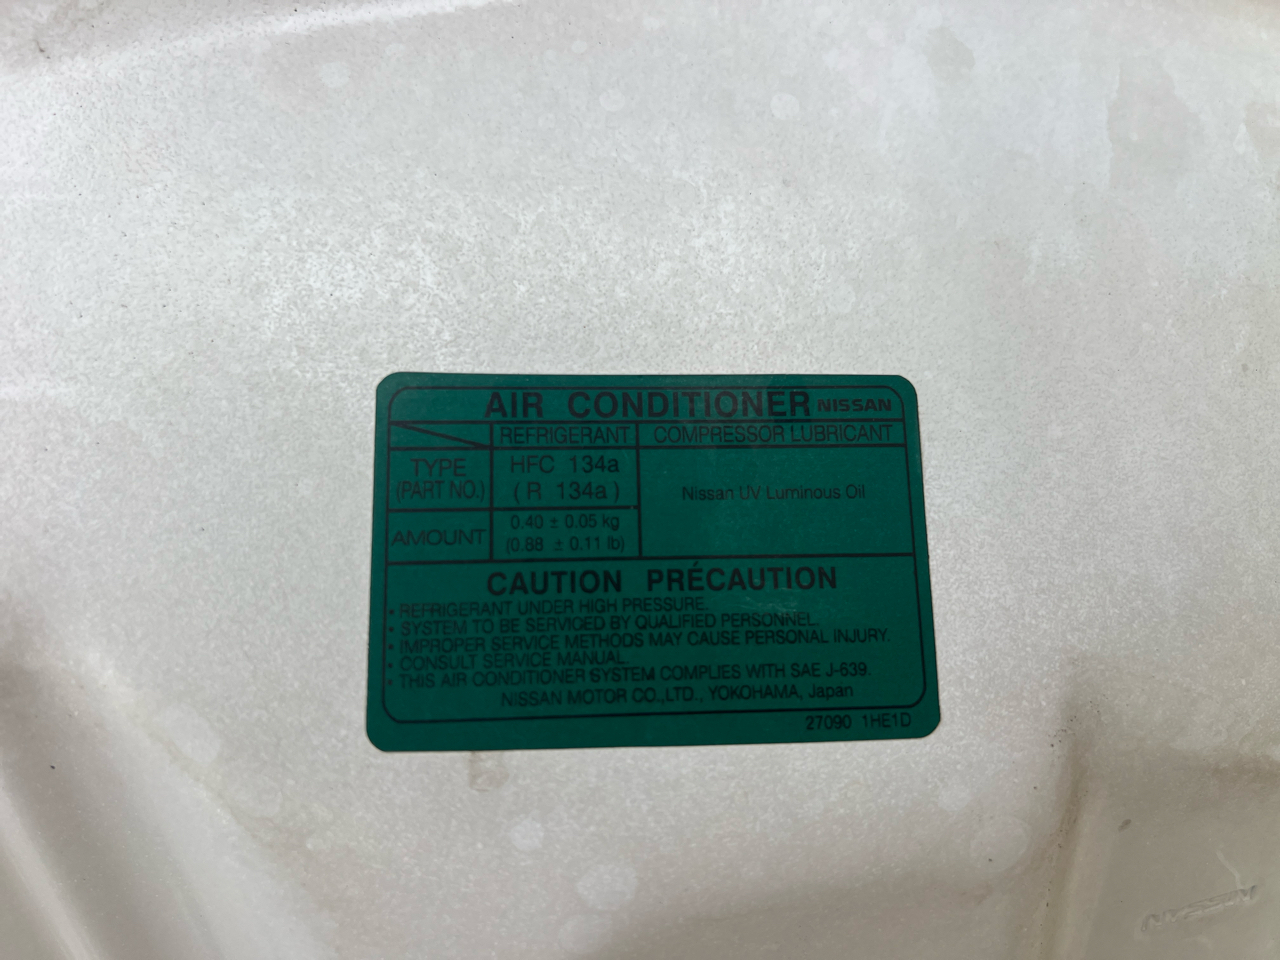 AIR CONDITIONER NISSAN
REFRIGERANT COMPRESSOR LUBRICANT
TYPE
(PART NO.)
HFC 134a
(R 134a)
Nissan UV Luminous Oil
AMOUNT
0.40 ± 0.05 kg
(0.88 ± 0.11 lb)
CAUTION PRÉCAUTION
• REFRIGERANT UNDER HIGH PRESSURE.
• SYSTEM TO BE SERVICED BY QUALIFIED PERSONNEL.
• IMPROPER SERVICE METHODS MAY CAUSE PERSONAL INJURY.
• CONSULT SERVICE MANUAL.
• THIS AIR CONDITIONER SYSTEM COMPLIES WITH SAE J-639.
NISSAN MOTOR CO.,LTD., YOKOHAMA, Japan
27090 1HE1D
NISSAN